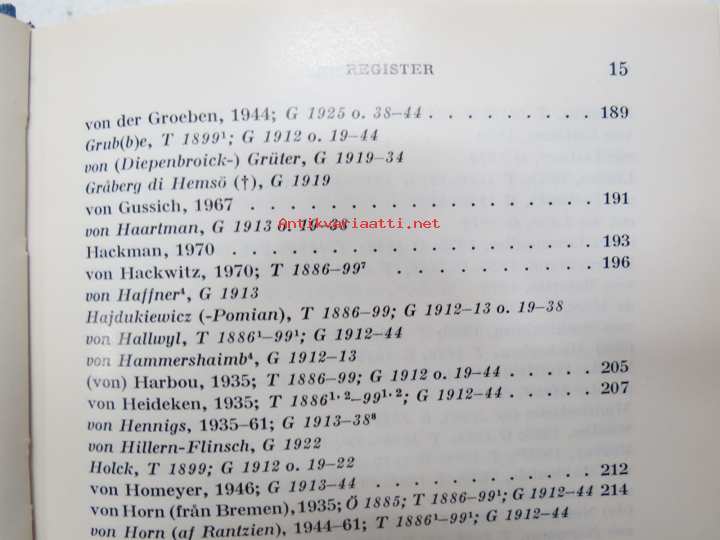 REGISTER 15
von der Groeben, 1944; G 1925 o. 38–44 . . . . . . . . . 189
Grub(b)e, T 1899¹; G 1912 o. 19–44
von (Diepenbroick-) Grüter, G 1919–34
Gråberg di Hemsö (†), G 1919
von Gussich, 1967 . . . . . . . . . . . . . . . . . . 191
von Haartman, G 1913 o. 19–38
Antikvariaatti.net
Hackman, 1970 . . . . . . . . . . . . . . . . . . . 193
von Hackwitz, 1970; T 1886–99⁷ . . . . . . . . . . 196
von Haffner⁴, G 1913
Hajdukiewicz (-Pomian), T 1886–99; G 1912–13 o. 19–38
von Hallwyl, T 1886¹–99¹; G 1912–44
von Hammershaimb⁴, G 1912–13
(von) Harbou, 1935; T 1886–99; G 1912 o. 19–44 . . . . . 205
von Heideken, 1935; T 1886¹·²–99¹·²; G 1912–44 . . . . . 207
von Hennigs, 1935–61; G 1913–38⁸
von Hillern-Flinsch, G 1922
Holck, T 1899; G 1912 o. 19–22
von Homeyer, 1946; G 1913–44 . . . . . . . . . . . . 212
von Horn (från Bremen), 1935; Ö 1885; T 1886–99¹; G 1912–44 214
von Horn (af Rantzien), 1944–61; T 1886¹–99¹; G 1912–44